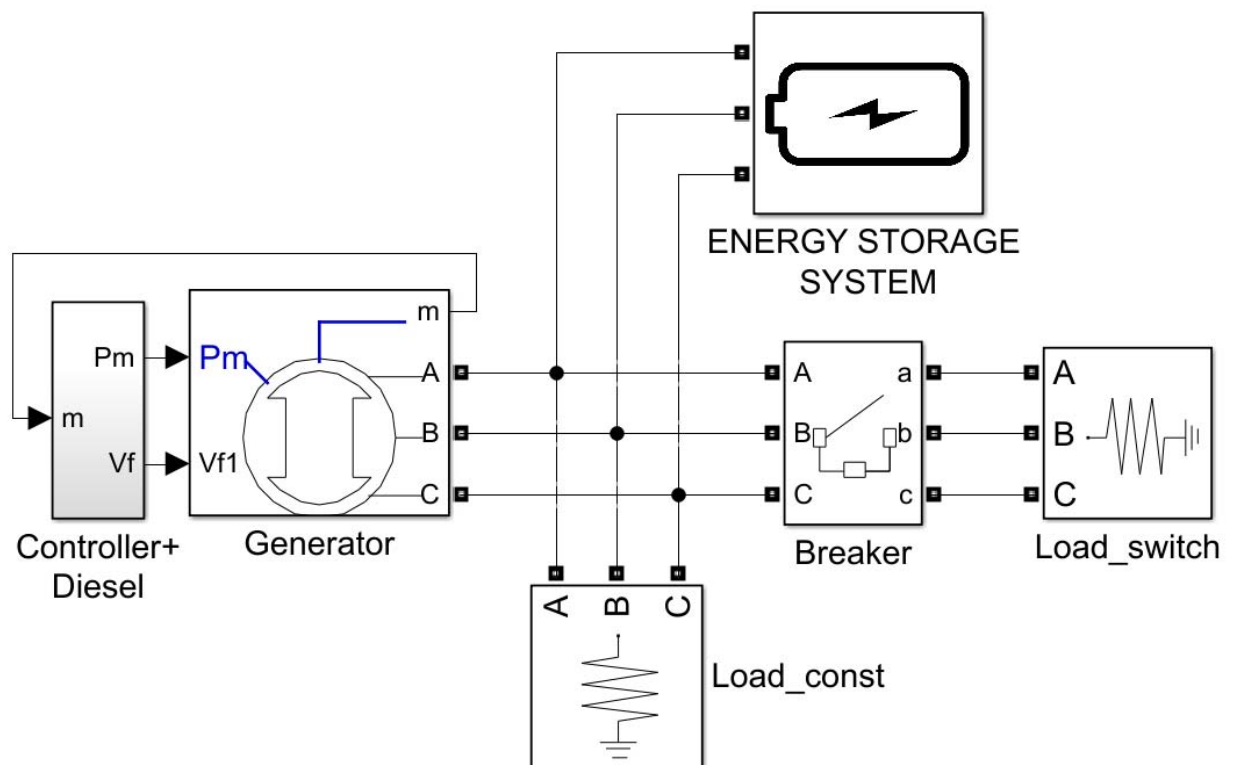 ENERGY STORAGE
SYSTEM
m
Pm
Pm
A
A
a
A
m
B
B
b
B
Vf
Vf1
C
C
c
C
Controller+
Diesel
Generator
Breaker
Load_switch
A
B
C
Load_const